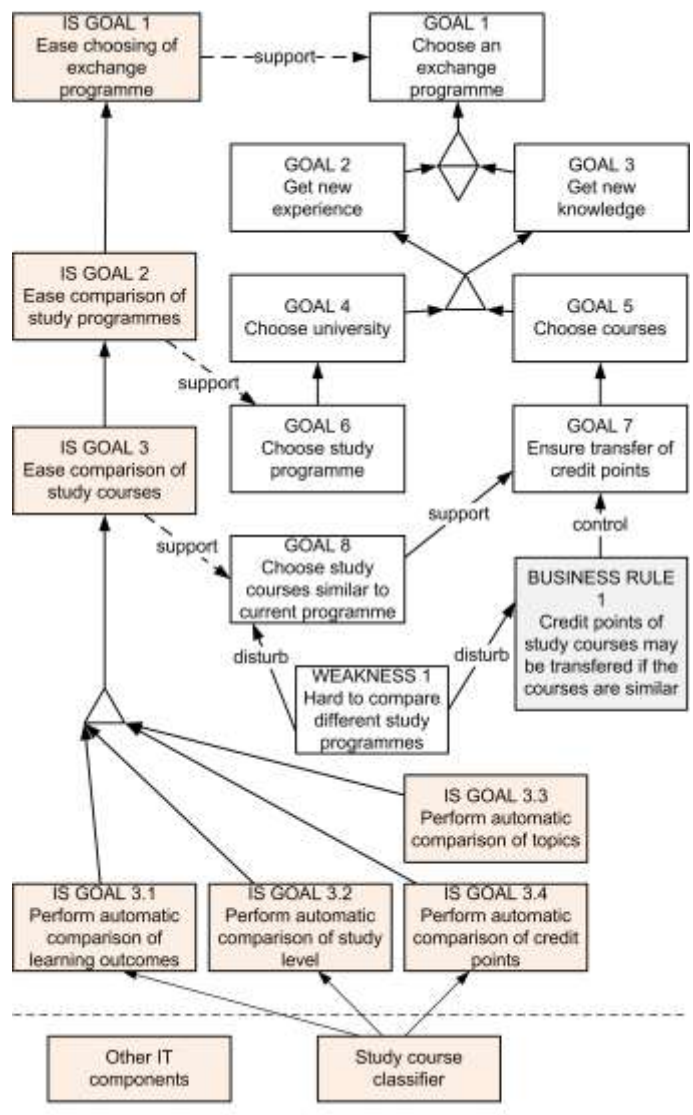 IS GOAL 1
Ease choosing of
exchange
programme
support
GOAL 1
Choose an
exchange
programme
GOAL 2
Get new
experience
GOAL 3
Get new
knowledge
IS GOAL 2
Ease comparison of
study programmes
GOAL 4
Choose university
GOAL 5
Choose courses
support
IS GOAL 3
Ease comparison of
study courses
GOAL 6
Choose study
programme
GOAL 7
Ensure transfer of
credit points
support
support
control
GOAL 8
Choose study
courses similar to
current programme
BUSINESS RULE
1
Credit points of
study courses may
be transfered if the
courses are similar
disturb
disturb
WEAKNESS 1
Hard to compare
different study
programmes
IS GOAL 3.3
Perform automatic
comparison of topics
IS GOAL 3.1
Perform automatic
comparison of
learning outcomes
IS GOAL 3.2
Perform automatic
comparison of study
level
IS GOAL 3.4
Perform automatic
comparison of credit
points
Other IT
components
Study course
classifier